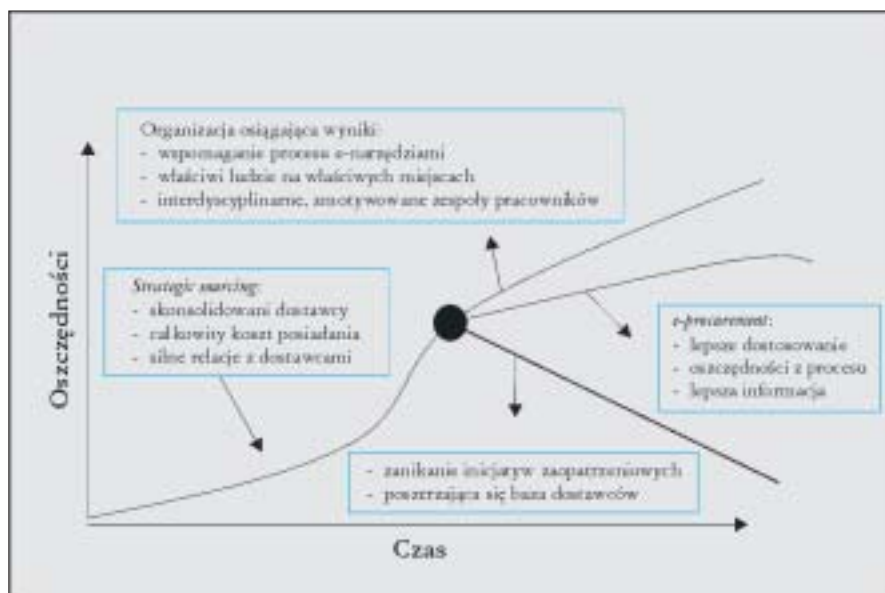 Organizacja osiągająca wyniki:
- wspomaganie procesu e-narzędziami
- właściwi ludzie na właściwych miejscach
- interdyscyplinarne, zmotywowane zespoły pracowników
Oszczędności
Strategic sourcing:
- skonsolidowani dostawcy
- całkowity koszt posiadania
- silne relacje z dostawcami
e-procurement:
- lepsze dostosowanie
- oszczędności z procesu
- lepsza informacja
- zanikanie inicjatyw zaopatrzeniowych
- poszerzająca się baza dostawców
Czas